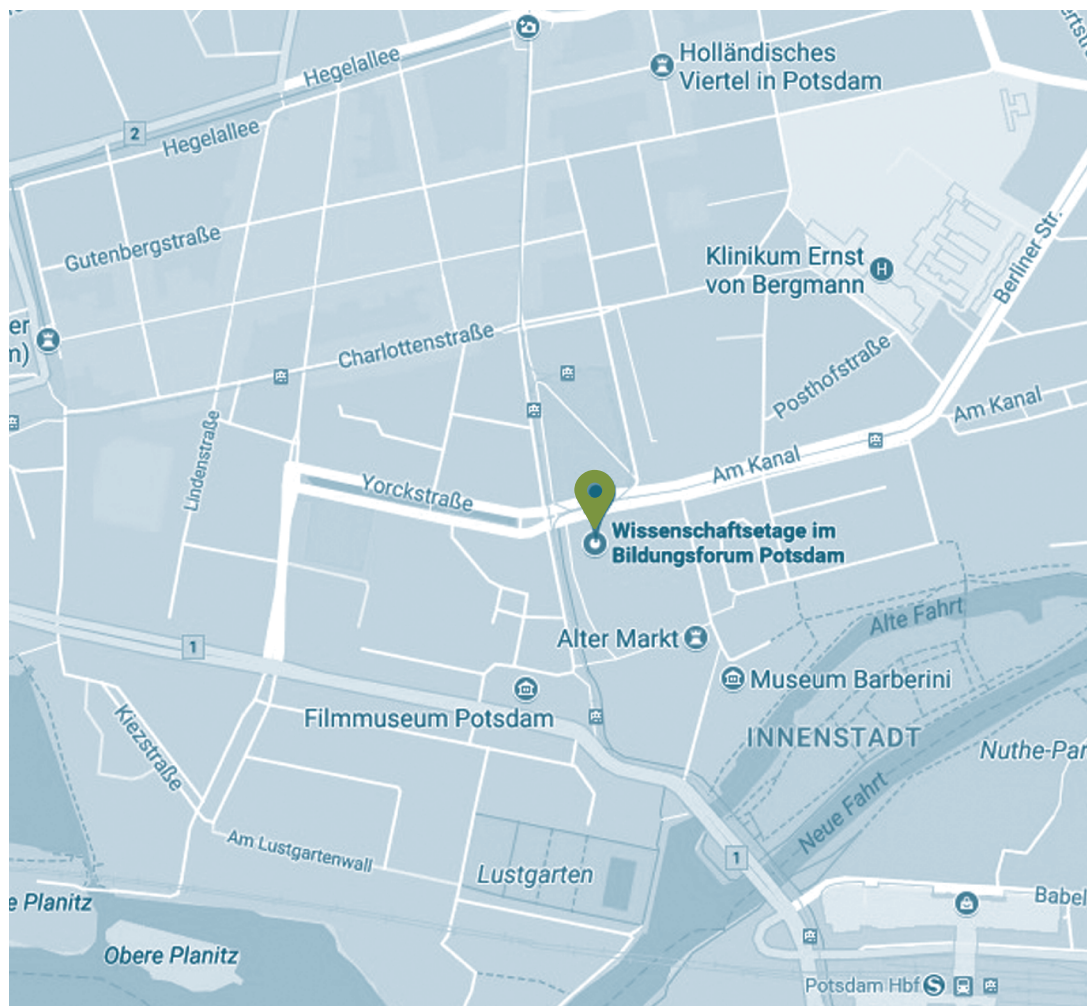 Hegelallee
Holländisches
Viertel in Potsdam
2
Hegelallee
Gutenbergstraße
Klinikum Ernst
von Bergmann
H
Berliner Str.
er
n)
Charlottenstraße
Posthofstraße
Am Kanal
Lindenstraße
Am Kanal
Yorckstraße
Wissenschaftsetage im
Bildungsforum Potsdam
Alte Fahrt
1
Alter Markt
Museum Barberini
Filmmuseum Potsdam
INNENSTADT
Kiezstraße
Nuthe-Par
Neue Fahrt
Am Lustgartenwall
1
Lustgarten
e Planitz
Babel
Obere Planitz
Potsdam Hbf
S